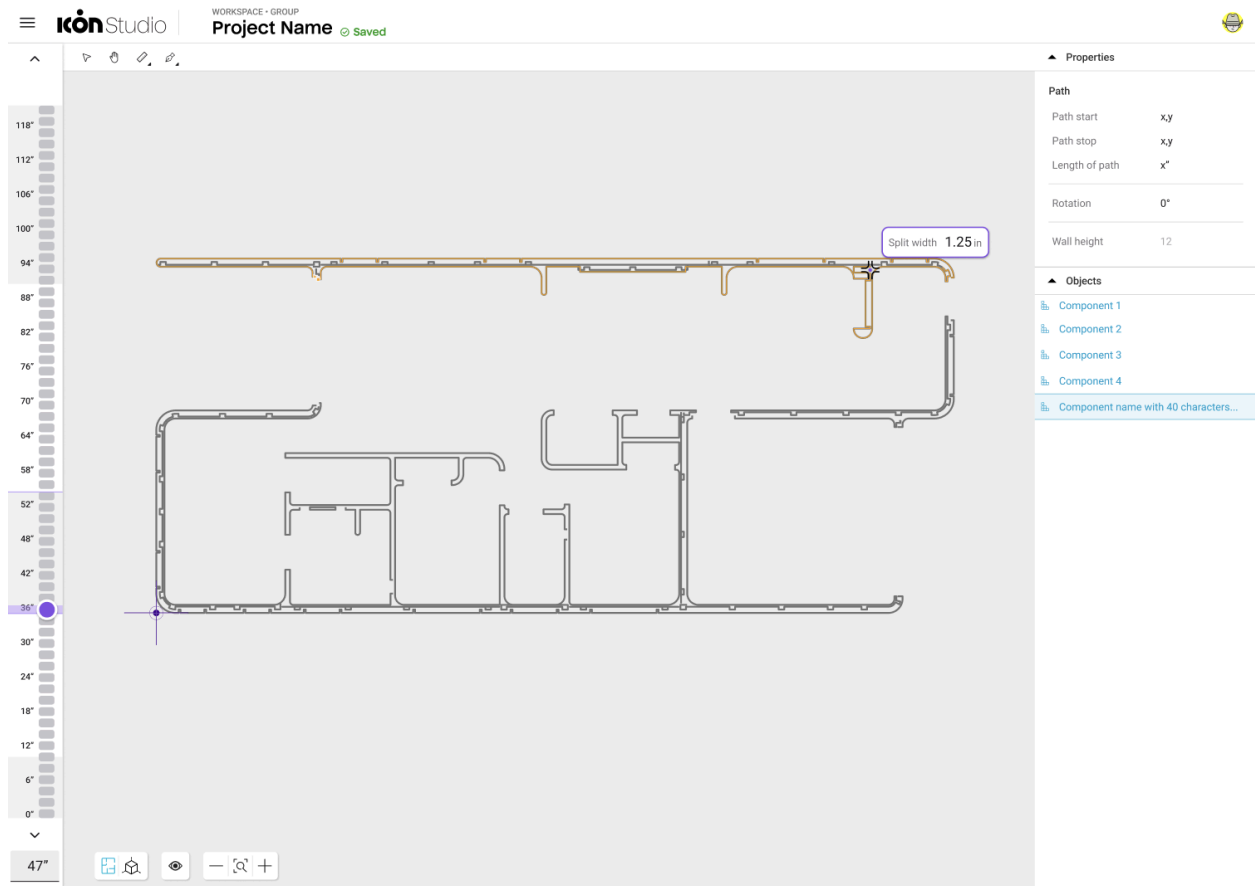 WORKSPACE • GROUP
ICON Studio
Project Name
Saved
118"
112"
106"
100"
94"
88"
82"
76"
70"
64"
58"
52"
48"
42"
36"
30"
24"
18"
12"
6"
0"
47"
Split width 1.25 in
Properties
Path
Path start x,y
Path stop x,y
Length of path x"
Rotation 0°
Wall height 12
Objects
Component 1
Component 2
Component 3
Component 4
Component name with 40 characters...